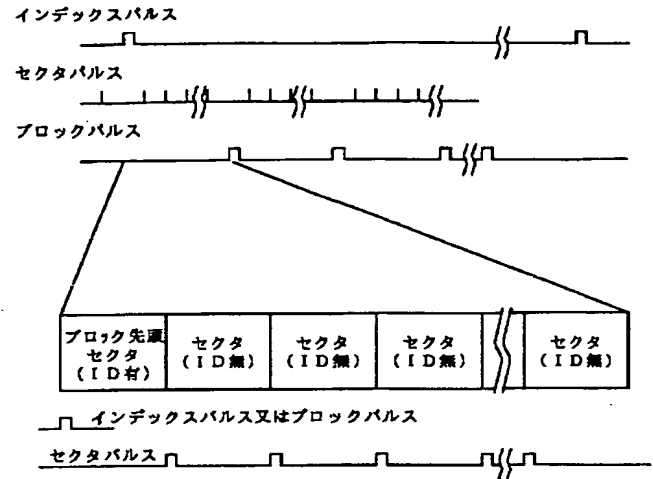 インデックスパルス
セクタパルス
ブロックパルス
ブロック先頭
セクタ
(ID有)
セクタ
(ID無)
セクタ
(ID無)
セクタ
(ID無)
セクタ
(ID無)
インデックスパルス又はブロックパルス
セクタパルス